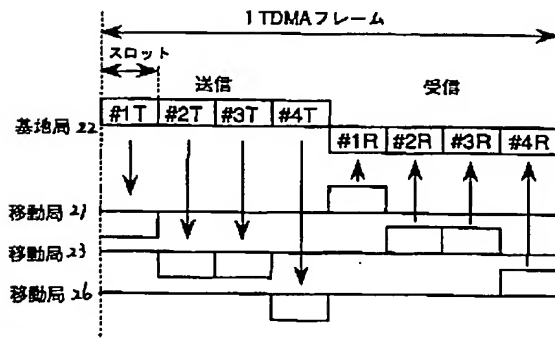 1 TDMAフレーム
スロット
送信
受信
基地局 22
#1T #2T #3T #4T
#1R #2R #3R #4R
移動局 21
移動局 23
移動局 26